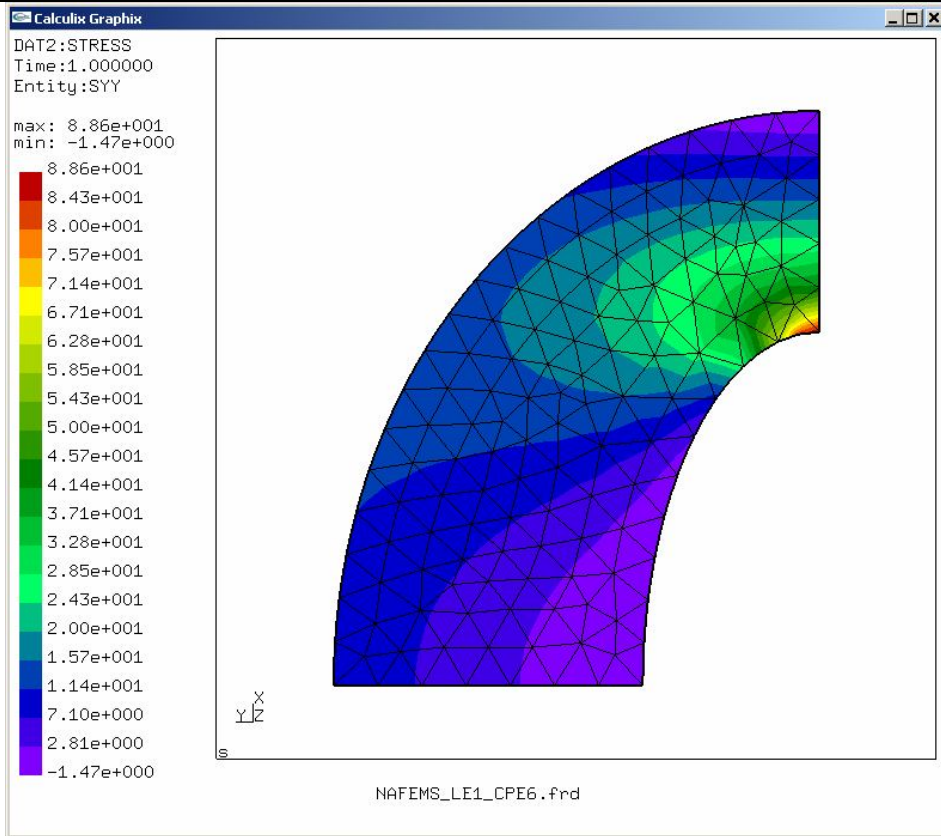 Calculix Graphix
DAT2:STRESS
Time:1.000000
Entity:SYY
max: 8.86e+001
min: -1.47e+000
8.86e+001
8.43e+001
8.00e+001
7.57e+001
7.14e+001
6.71e+001
6.28e+001
5.85e+001
5.43e+001
5.00e+001
4.57e+001
4.14e+001
3.71e+001
3.28e+001
2.85e+001
2.43e+001
2.00e+001
1.57e+001
1.14e+001
7.10e+000
2.81e+000
-1.47e+000
X
Y Z
s
NAFEMS_LE1_CPE6.frd